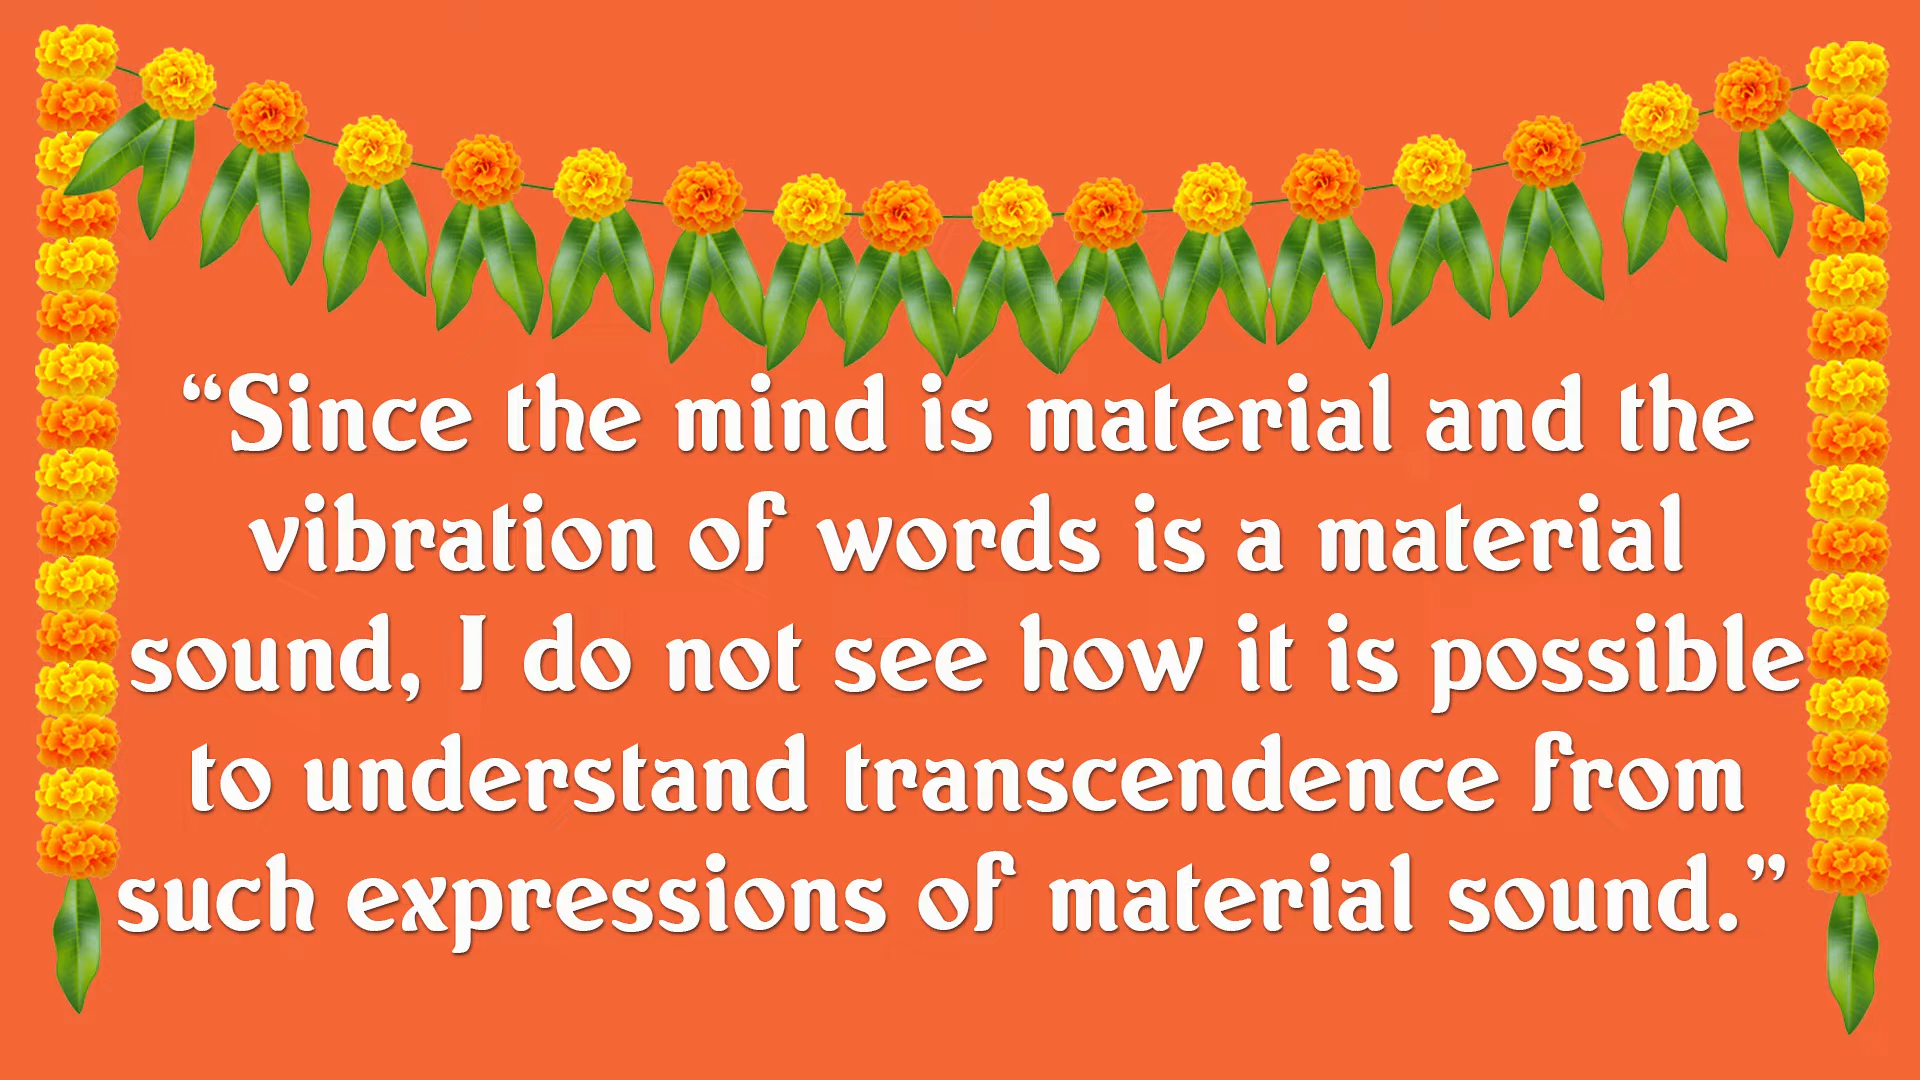 “Since the mind is material and the
vibration of words is a material
sound, I do not see how it is possible
to understand transcendence from
such expressions of material sound.”